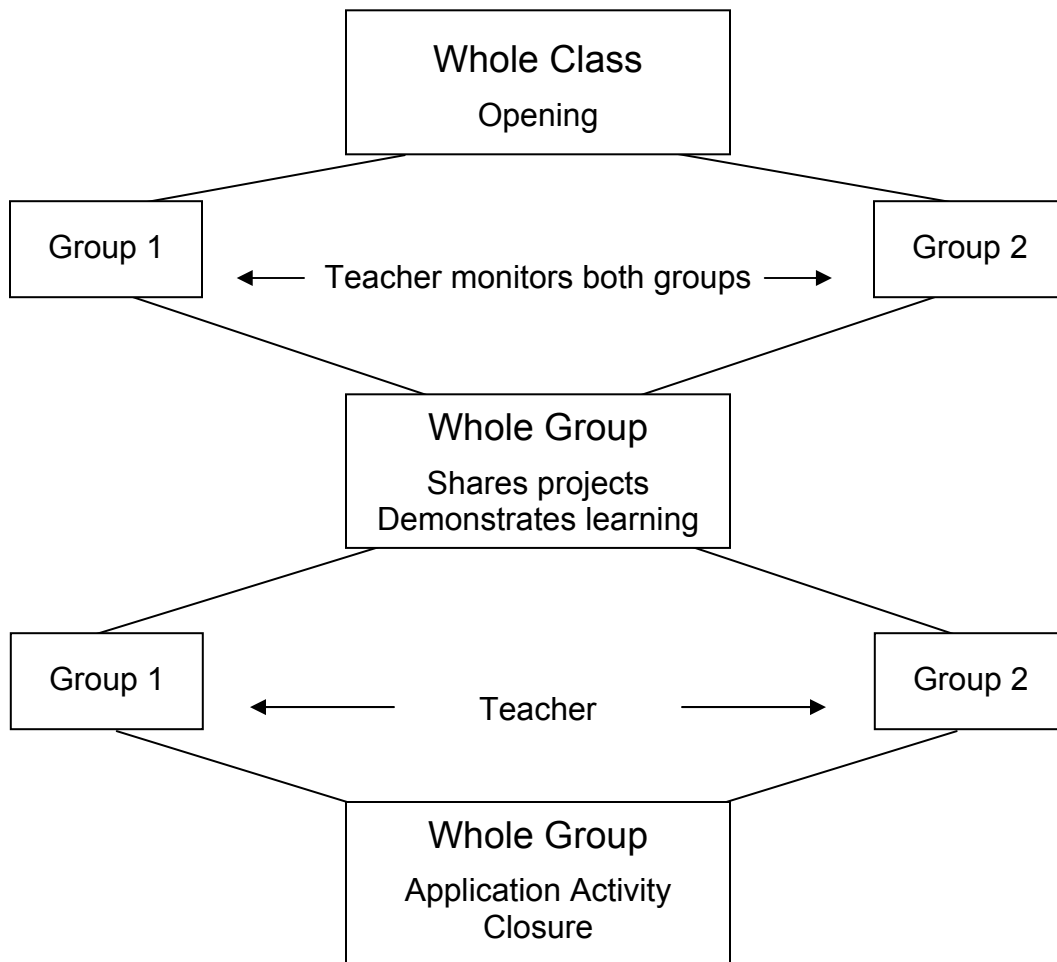 Whole Class
Opening
Group 1
Teacher monitors both groups
Group 2
Whole Group
Shares projects
Demonstrates learning
Group 1
Teacher
Group 2
Whole Group
Application Activity
Closure